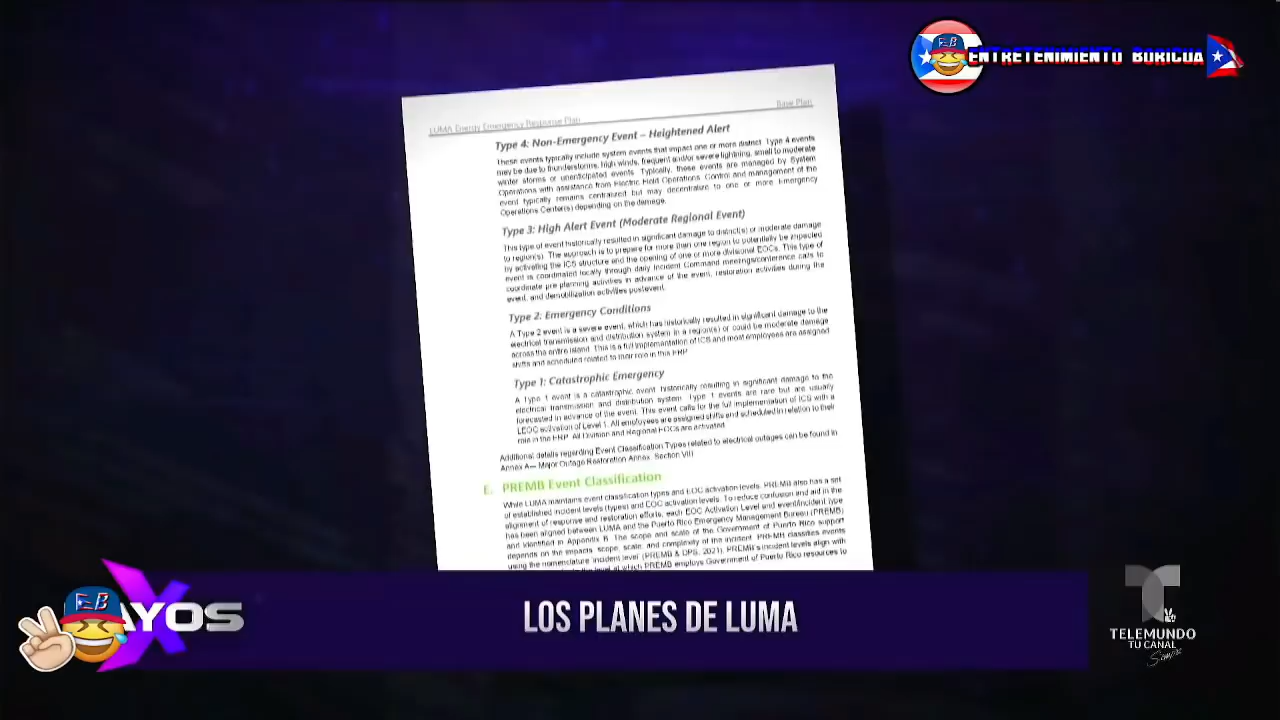 EB
ENTRETENIMIENTO BORICUA
LUMA Energy Emergency Response Plan
Base Plan
Type 4: Non-Emergency Event – Heightened Alert
These events typically include system events that impact one or more district. Type 4 events
may be due to thunderstorms, high winds, frequent and/or severe lightning, small to moderate
winter storms or unanticipated events. Typically, these events are managed by System
Operations with assistance from Electric Field Operations. Control and management of the
event typically remains centralized but may decentralize to one or more Emergency
Operations Center(s) depending on the damage.
Type 3: High Alert Event (Moderate Regional Event)
This type of event historically resulted in significant damage to district(s) or moderate damage
to region(s). The approach is to prepare for more than one region to potentially be impacted
by activating the ICS structure and the opening of one or more divisional EOCs. This type of
event is coordinated locally through daily Incident Command meetings/conference calls to
coordinate pre planning activities in advance of the event, restoration activities during the
event, and demobilization activities post-event.
Type 2: Emergency Conditions
A Type 2 event is a severe event, which has historically resulted in significant damage to the
electrical transmission and distribution system in a region(s) or could be moderate damage
across the entire island. This is a full implementation of ICS and most employees are assigned
shifts and scheduled related to their role in this ERP.
Type 1: Catastrophic Emergency
A Type 1 event is a catastrophic event historically resulting in significant damage to the
electrical transmission and distribution system. Type 1 events are rare but are usually
forecasted in advance of the event. This event calls for the full implementation of ICS with a
LEOC activation of Level 1. All employees are assigned shifts and scheduled in relation to their
role in the ERP. All Division and Regional EOCs are activated.
Additional details regarding Event Classification Types related to electrical outages can be found in
Annex A— Major Outage Restoration Annex, Section VIII
E. PREMB Event Classification
While LUMA maintains event classification types and EOC activation levels. PREMB also has a set
of established incident levels (types) and EOC activation levels. To reduce confusion and aid in the
alignment of response and restoration efforts, each EOC Activation Level and event/incident type
has been aligned between LUMA and the Puerto Rico Emergency Management Bureau (PREMB)
and identified in Appendix B. The scope and scale of the Government of Puerto Rico support
depends on the impacts, scope, scale, and complexity of the incident. PREMB classifies events
using the nomenclature 'incident level' (PREMB & DPS, 2021). PREMB's incident levels align with
the level at which PREMB employs Government of Puerto Rico resources to
EB
AYOS X
LOS PLANES DE LUMA
TELEMUNDO
TU CANAL
Siempre